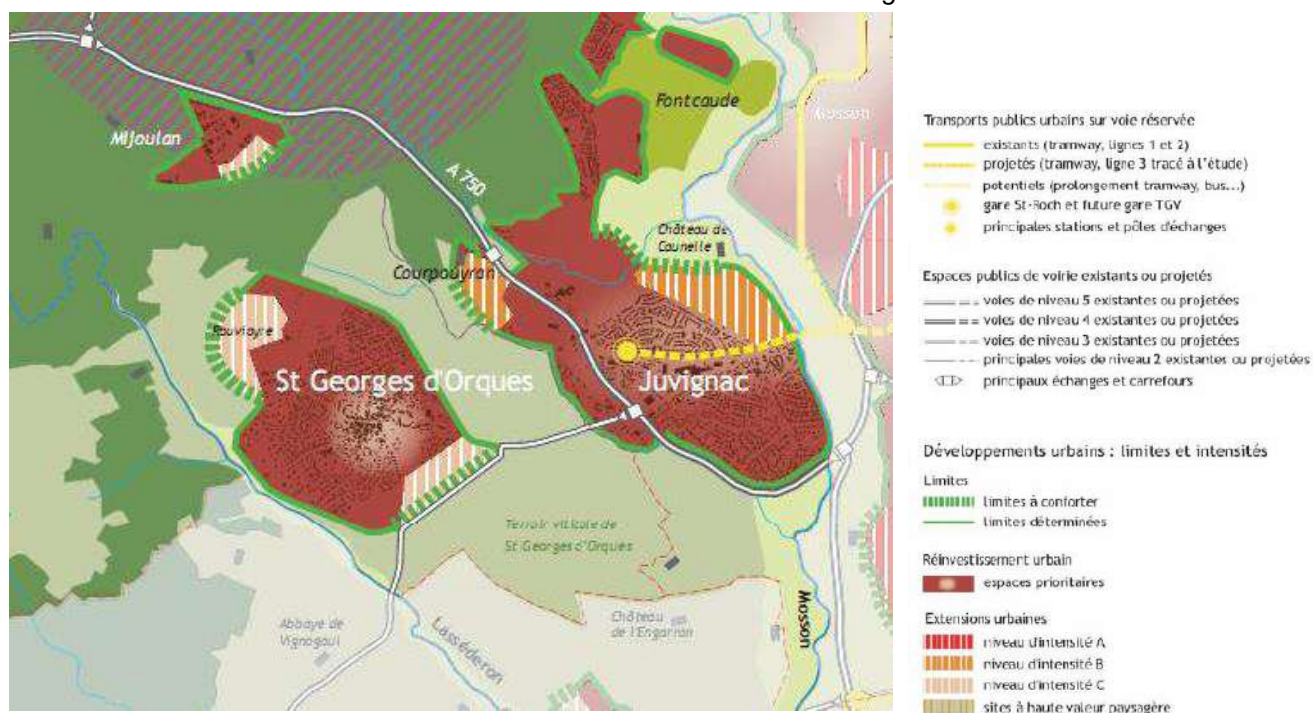 Mijoulan
Fontcaude
Mosson
A 750
Château de
Caunelle
Courpouyran
St Georges d'Orques
Juvignac
Terroir viticole de
St Georges d'Orques
Abbaye de
Vignogoul
Château
de l'Engarran
Lassédéron
Mosson
Transports publics urbains sur voie réservée
existants (tramway, lignes 1 et 2)
projetés (tramway, ligne 3 tracé à l'étude)
potentiels (prolongement tramway, bus...)
gare St-Roch et future gare TGV
principales stations et pôles d'échanges
Espaces publics de voirie existants ou projetés
voies de niveau 5 existantes ou projetées
voies de niveau 4 existantes ou projetées
voies de niveau 3 existantes ou projetées
principales voies de niveau 2 existantes ou projetées
principaux échanges et carrefours
Développements urbains : limites et intensités
Limites
limites à conforter
limites déterminées
Réinvestissement urbain
espaces prioritaires
Extensions urbaines
niveau d'intensité A
niveau d'intensité B
niveau d'intensité C
sites à haute valeur paysagère